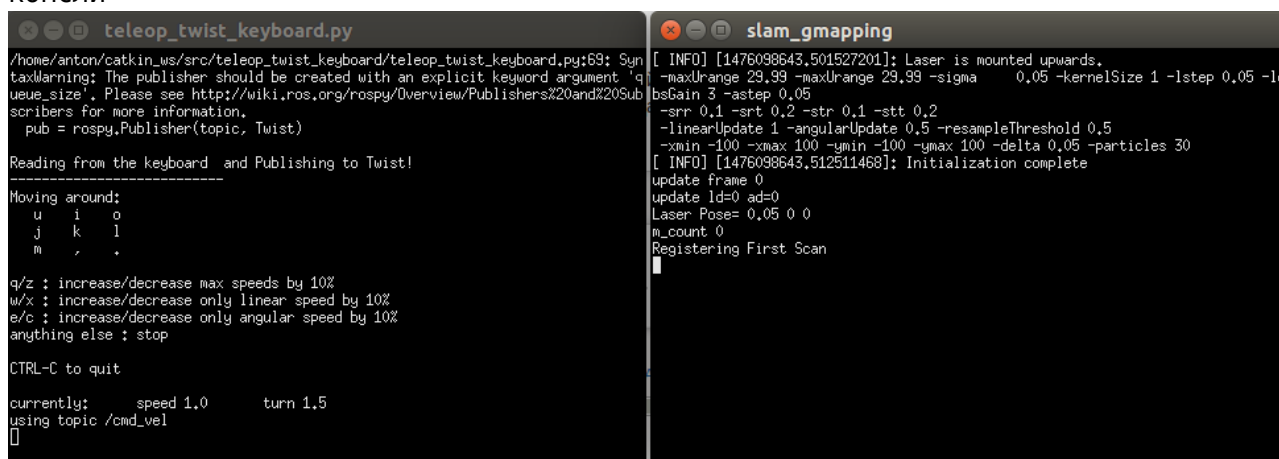 teleop_twist_keyboard.py
/home/anton/catkin_ws/src/teleop_twist_keyboard/teleop_twist_keyboard.py:69: Syn
taxWarning: The publisher should be created with an explicit keyword argument 'q
ueue_size'. Please see http://wiki.ros.org/rospy/Overview/Publishers%20and%20Sub
scribers for more information.
  pub = rospy.Publisher(topic, Twist)
Reading from the keyboard  and Publishing to Twist!
---------------------------
Moving around:
   u    i    o
   j    k    l
   m    ,    .
q/z : increase/decrease max speeds by 10%
w/x : increase/decrease only linear speed by 10%
e/c : increase/decrease only angular speed by 10%
anything else : stop
CTRL-C to quit
currently:      speed 1.0       turn 1.5
using topic /cmd_vel
slam_gmapping
[ INFO] [1476098643.501527201]: Laser is mounted upwards.
 -maxUrange 29.99 -maxUrange 29.99 -sigma     0.05 -kernelSize 1 -lstep 0.05 -l
bsGain 3 -astep 0.05
 -srr 0.1 -srt 0.2 -str 0.1 -stt 0.2
 -linearUpdate 1 -angularUpdate 0.5 -resampleThreshold 0.5
 -xmin -100 -xmax 100 -ymin -100 -ymax 100 -delta 0.05 -particles 30
[ INFO] [1476098643.512511468]: Initialization complete
update frame 0
update ld=0 ad=0
Laser Pose= 0.05 0 0
m_count 0
Registering First Scan